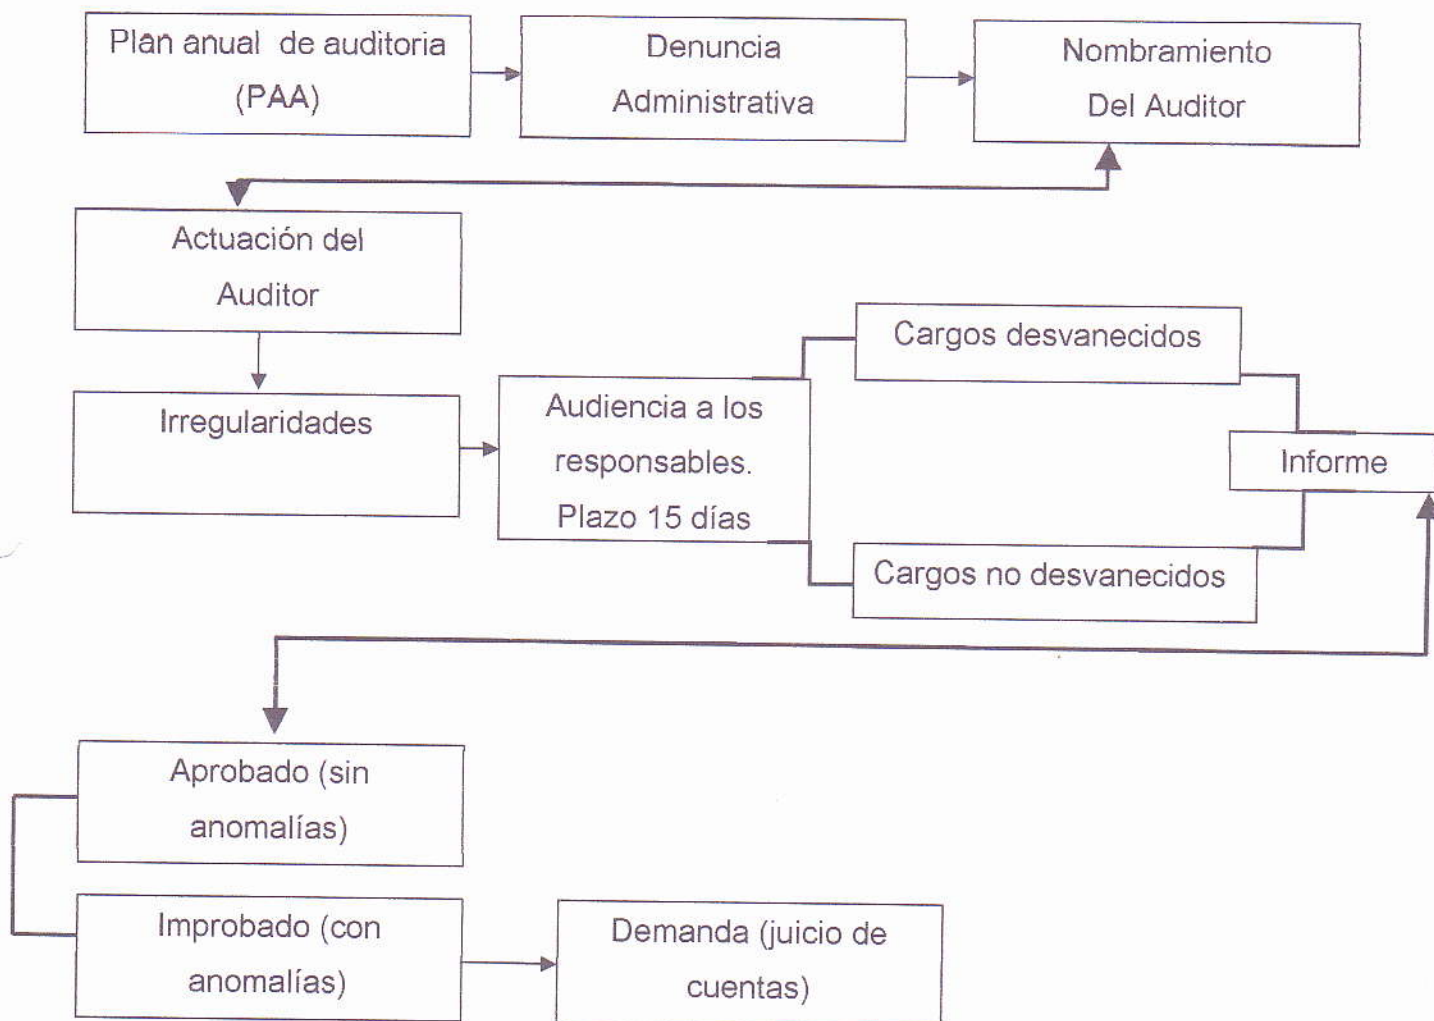 Plan anual de auditoria
(PAA)
Denuncia
Administrativa
Nombramiento
Del Auditor
Actuación del
Auditor
Cargos desvanecidos
Irregularidades
Audiencia a los
responsables.
Plazo 15 días
Informe
Cargos no desvanecidos
Aprobado (sin
anomalías)
Improbado (con
anomalías)
Demanda (juicio de
cuentas)